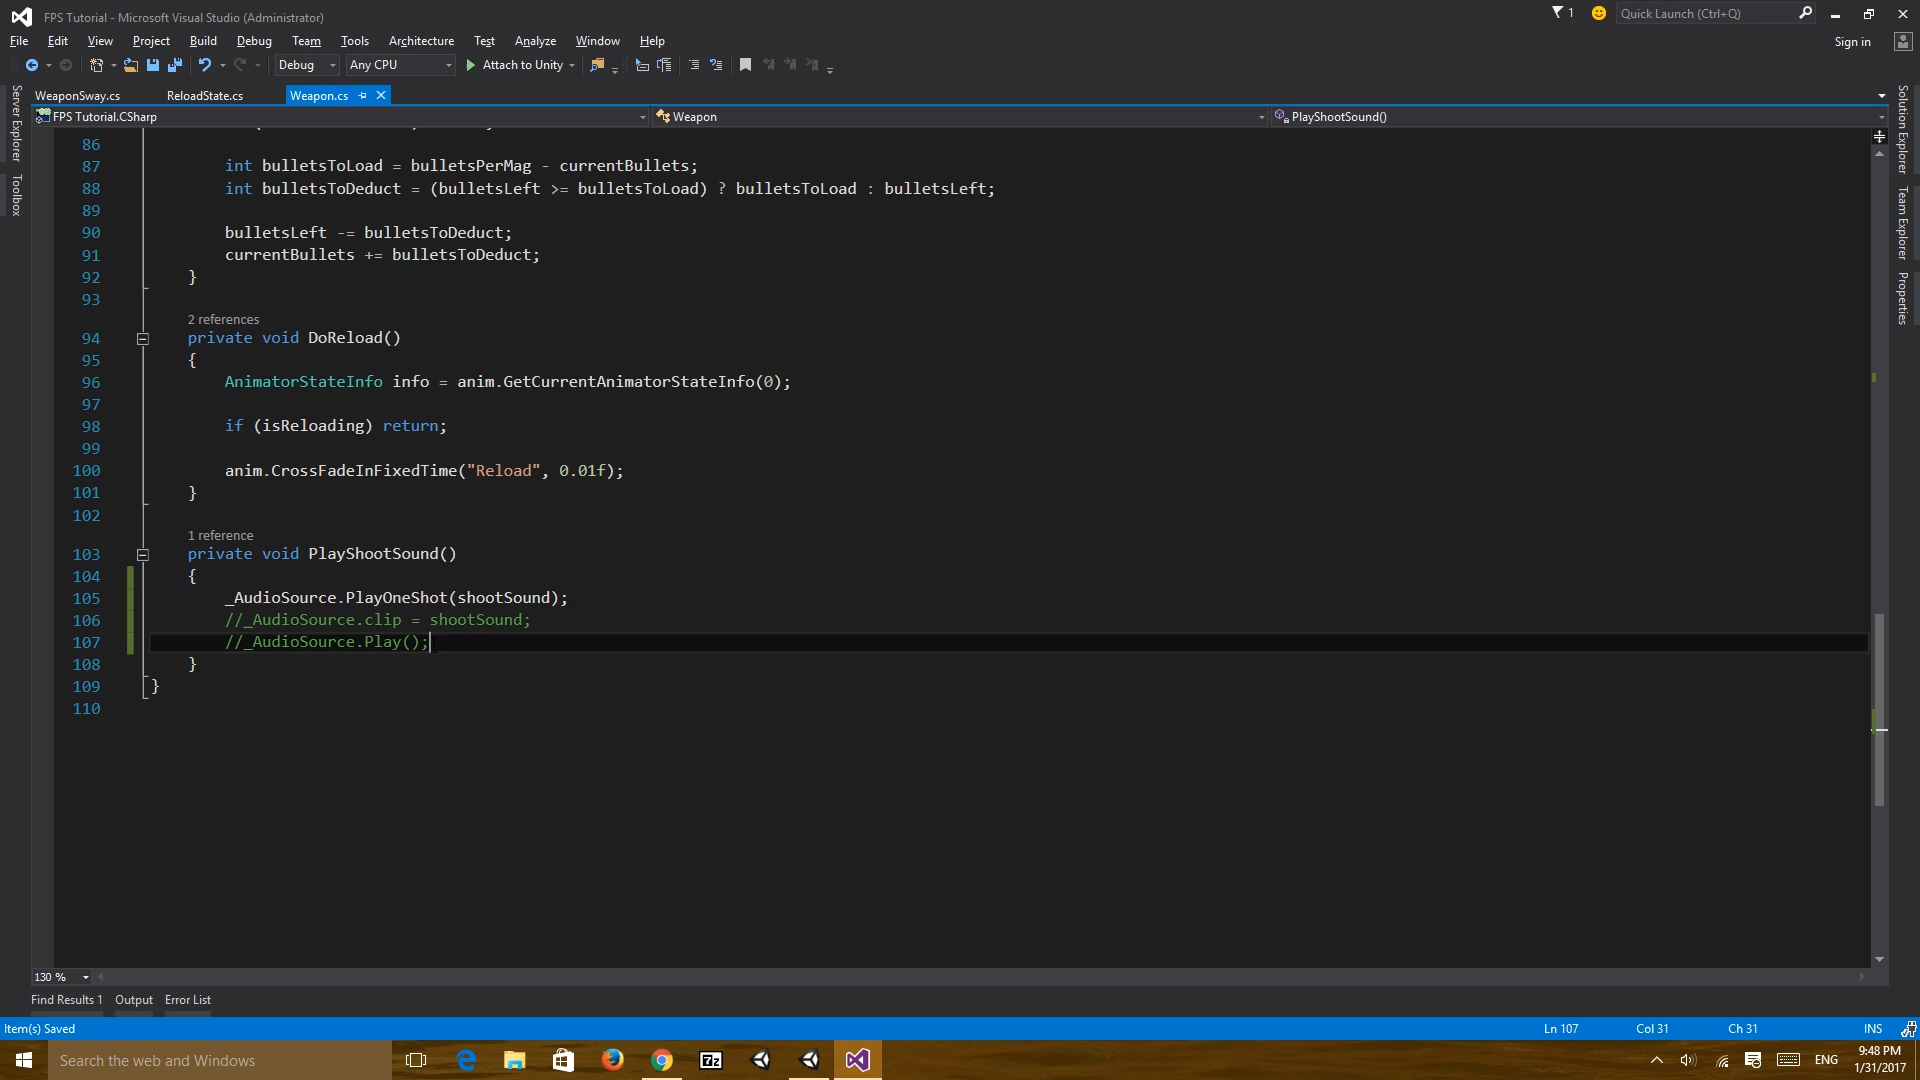 FPS Tutorial - Microsoft Visual Studio (Administrator)
1
Quick Launch (Ctrl+Q)
File Edit View Project Build Debug Team Tools Architecture Test Analyze Window Help
Sign in
Debug Any CPU Attach to Unity
WeaponSway.cs ReloadState.cs Weapon.cs
FPS Tutorial.CSharp Weapon PlayShootSound()
Server Explorer
Toolbox
Solution Explorer
Team Explorer
Properties
86
87 int bulletsToLoad = bulletsPerMag - currentBullets;
88 int bulletsToDeduct = (bulletsLeft >= bulletsToLoad) ? bulletsToLoad : bulletsLeft;
89
90 bulletsLeft -= bulletsToDeduct;
91 currentBullets += bulletsToDeduct;
92 }
93
2 references
94 private void DoReload()
95 {
96 AnimatorStateInfo info = anim.GetCurrentAnimatorStateInfo(0);
97
98 if (isReloading) return;
99
100 anim.CrossFadeInFixedTime("Reload", 0.01f);
101 }
102
1 reference
103 private void PlayShootSound()
104 {
105 _AudioSource.PlayOneShot(shootSound);
106 //_AudioSource.clip = shootSound;
107 //_AudioSource.Play();
108 }
109 }
110
130 %
Find Results 1 Output Error List
Item(s) Saved Ln 107 Col 31 Ch 31 INS
Search the web and Windows
7z
ENG
9:48 PM
1/31/2017